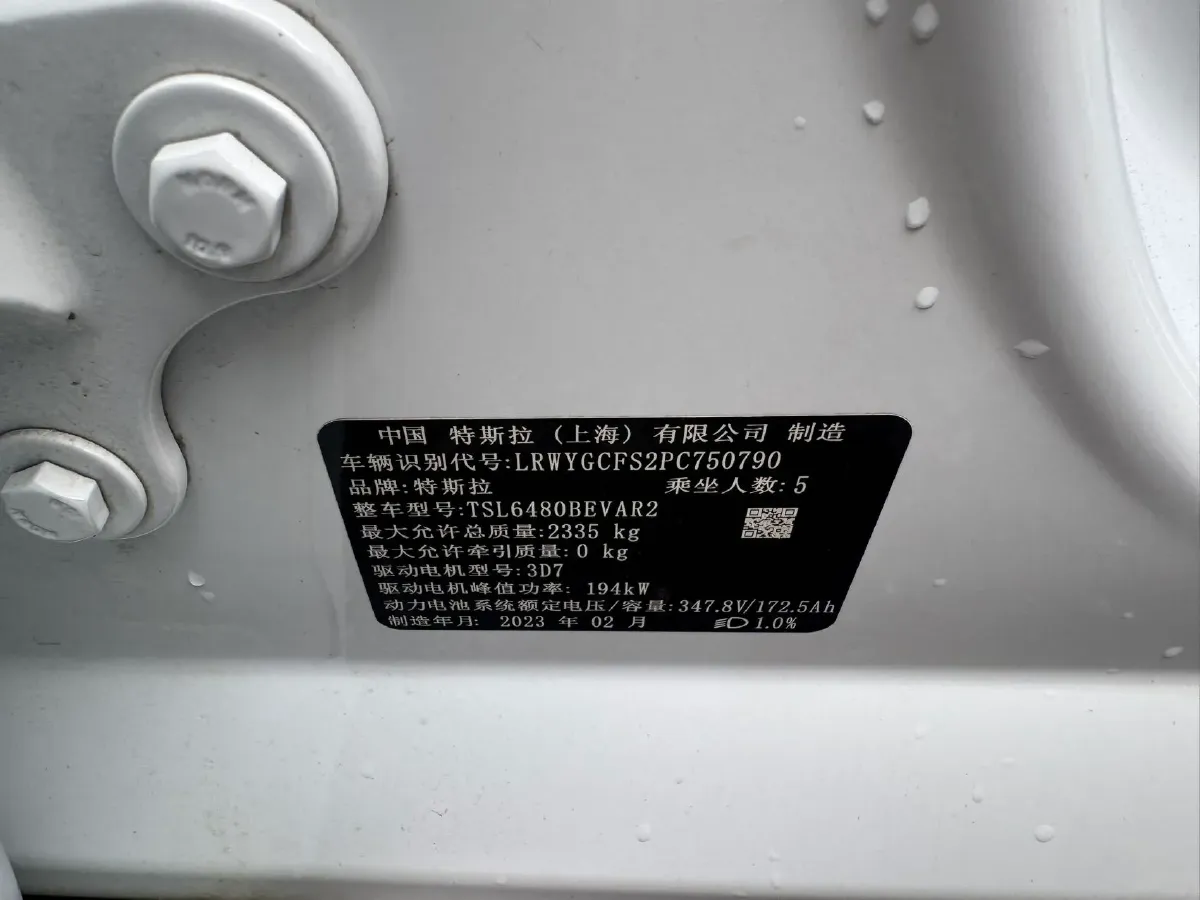 中国 特斯拉 (上海) 有限公司 制造
车辆识别代号:LRWYGCFS2PC750790
品牌:特斯拉 乘坐人数:5
整车型号:TSL6480BEVAR2
最大允许总质量:2335 kg
最大允许牵引质量:0 kg
驱动电机型号:3D7
驱动电机峰值功率: 194kW
动力电池系统额定电压/容量:347.8V/172.5Ah
制造年月: 2023 年 02 月 1.0%